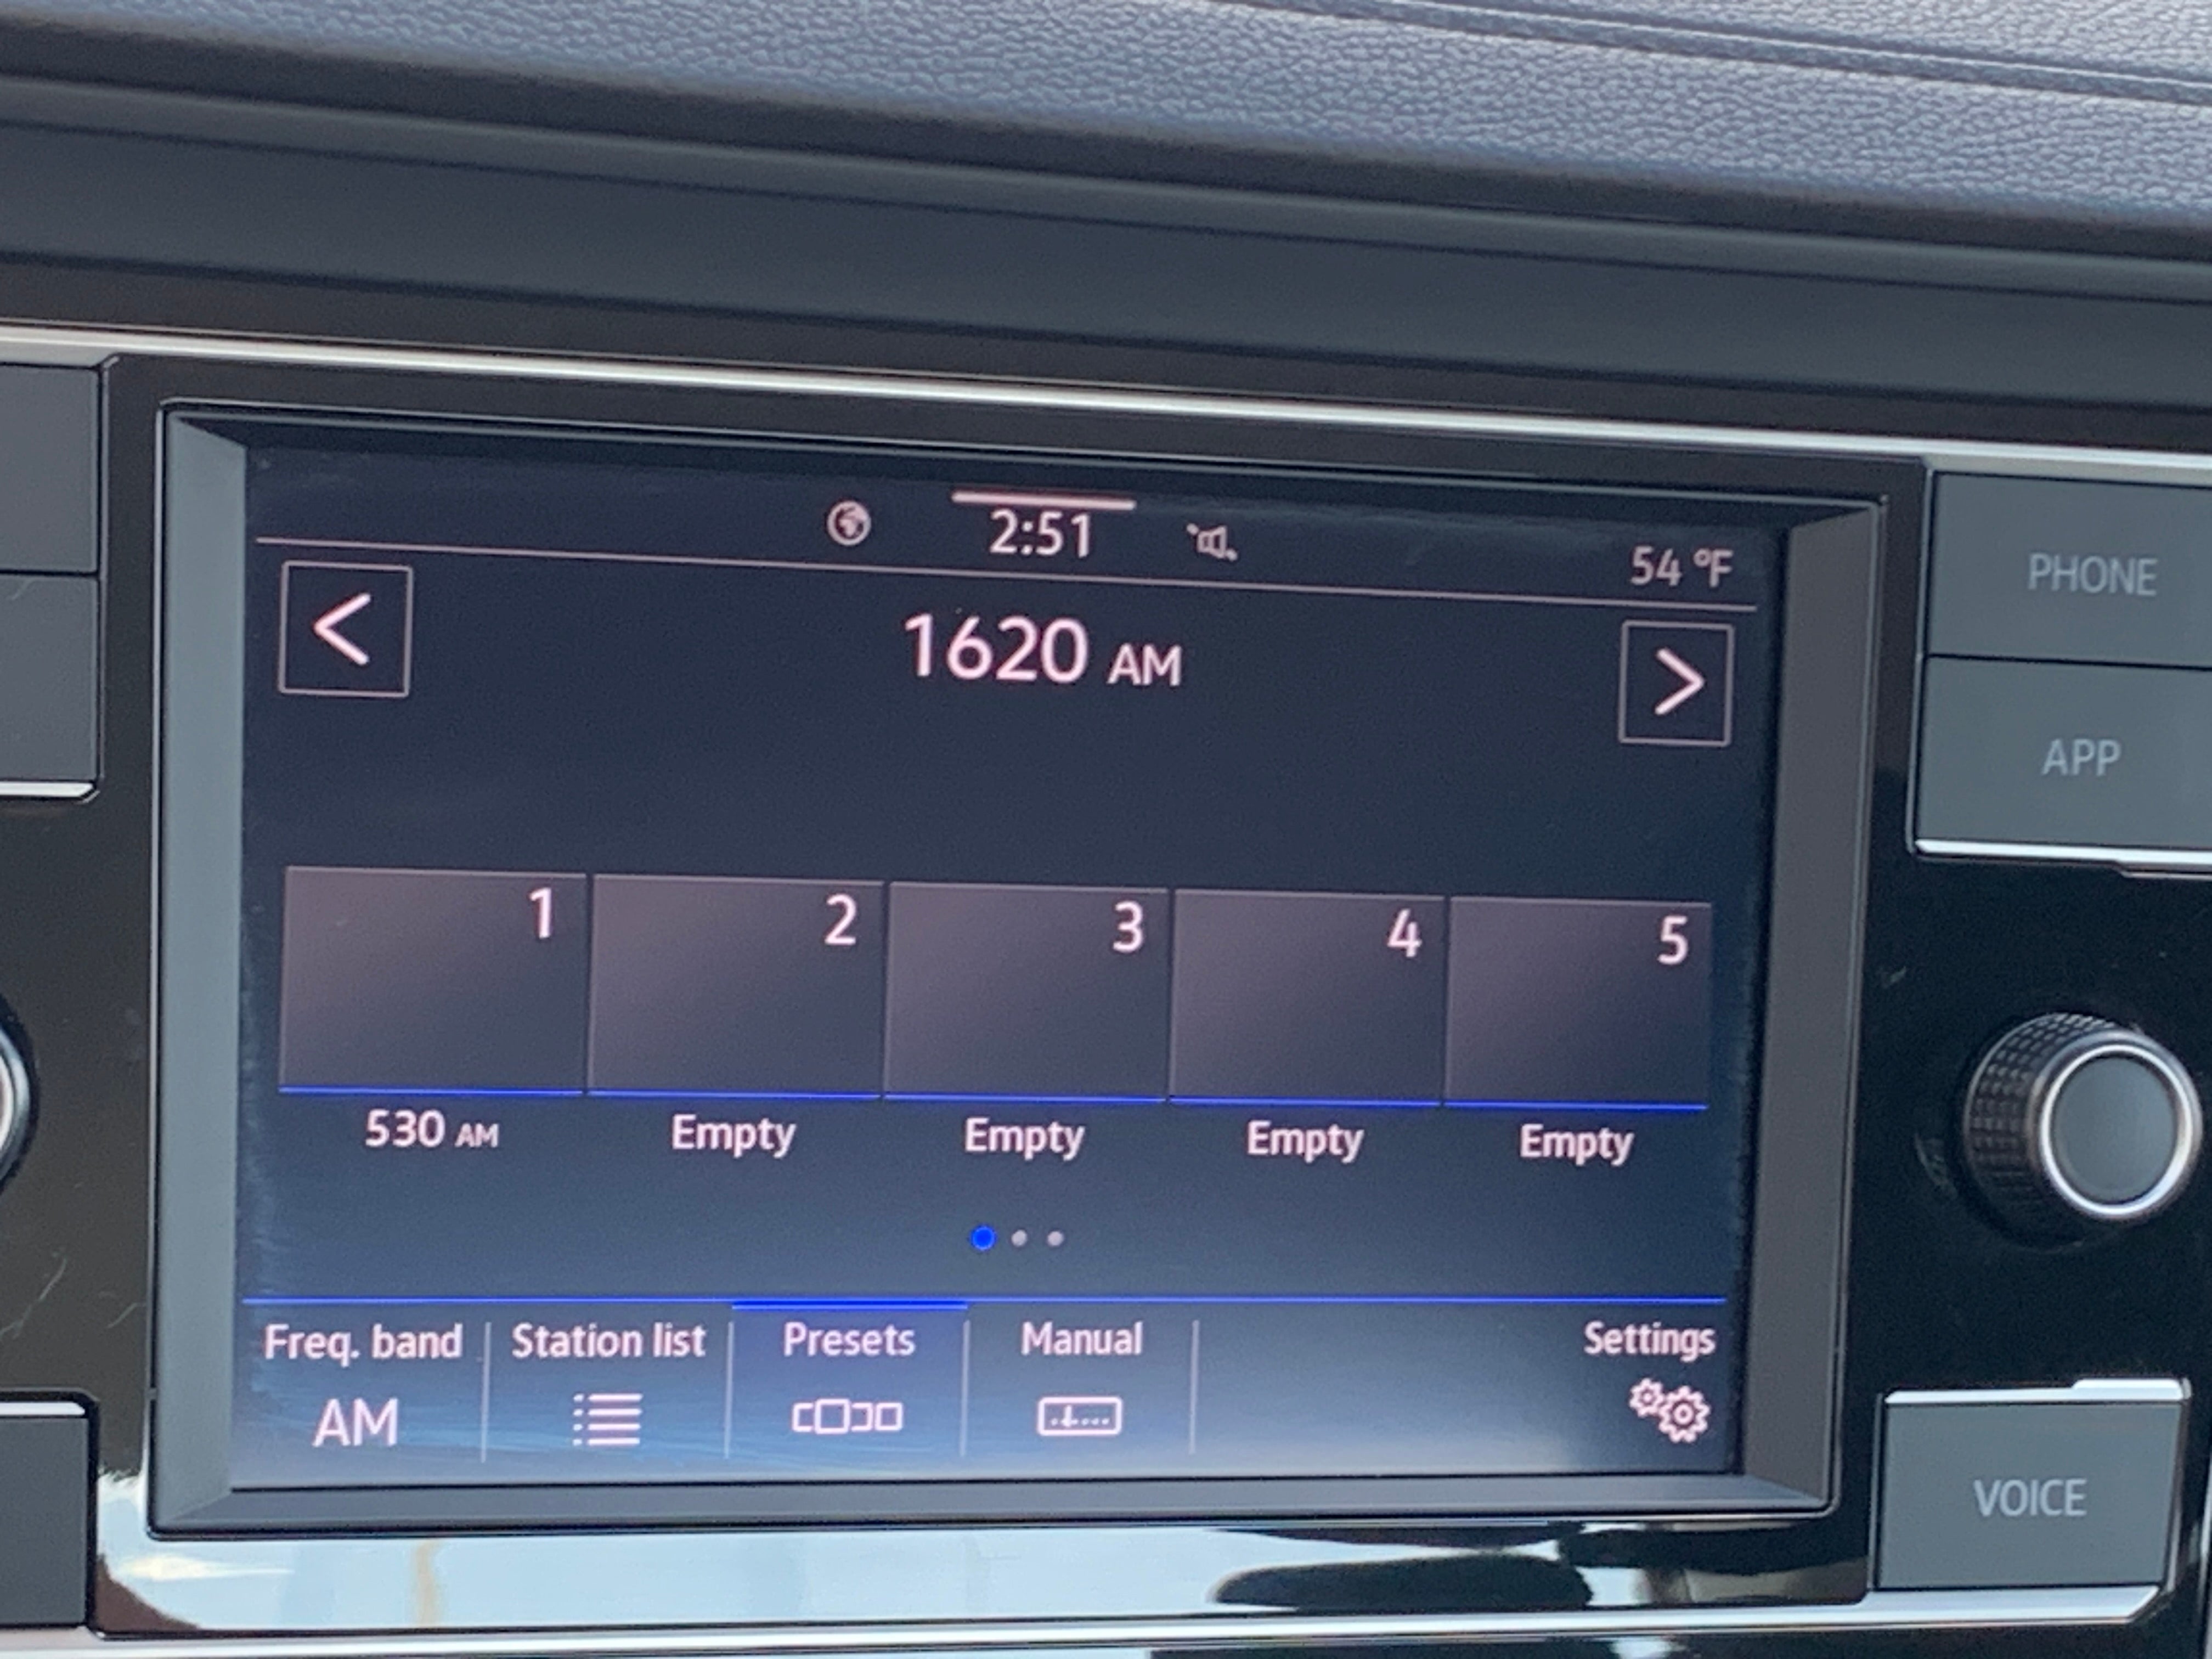 2:51
54 °F
PHONE
< 1620 AM >
APP
1 2 3 4 5
530 AM Empty Empty Empty Empty
Freq. band Station list Presets Manual Settings
AM
VOICE